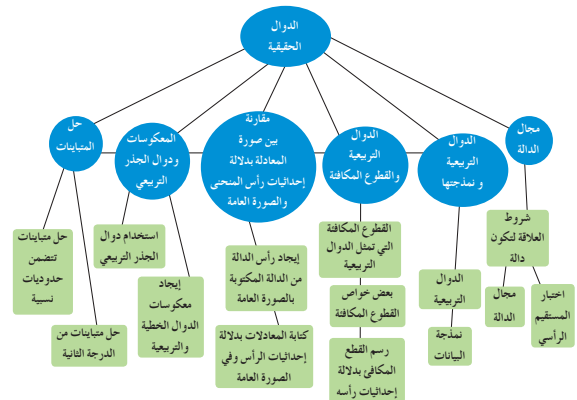 الدوال
الحقيقية
مجال
الدالة
الدوال
التربيعية
و نمذجتها
الدوال
التربيعية
والقطوع المكافئة
مقارنة
بين صورة
المعادلة بدلالة
إحداثيات رأس المنحنى
والصورة العامة
المعكوسات
ودوال الجذر
التربيعي
حل
المتباينات
شروط
العلاقة لتكون
دالة
اختبار
المستقيم
الرأسي
مجال
الدالة
الدوال
التربيعية
نمذجة
البيانات
القطوع المكافئة
التي تمثل الدوال
التربيعية
بعض خواص
القطوع المكافئة
رسم القطع
المكافئ بدلالة
إحداثيات رأسه
إيجاد رأس الدالة
من الدالة المكتوبة
بالصورة العامة
كتابة المعادلات بدلالة
إحداثيات الرأس وفي
الصورة العامة
استخدام دوال
الجذر التربيعي
إيجاد
معكوسات
الدوال الخطية
والتربيعية
حل متباينات
تتضمن
حدوديات
نسبية
حل متباينات من
الدرجة الثانية